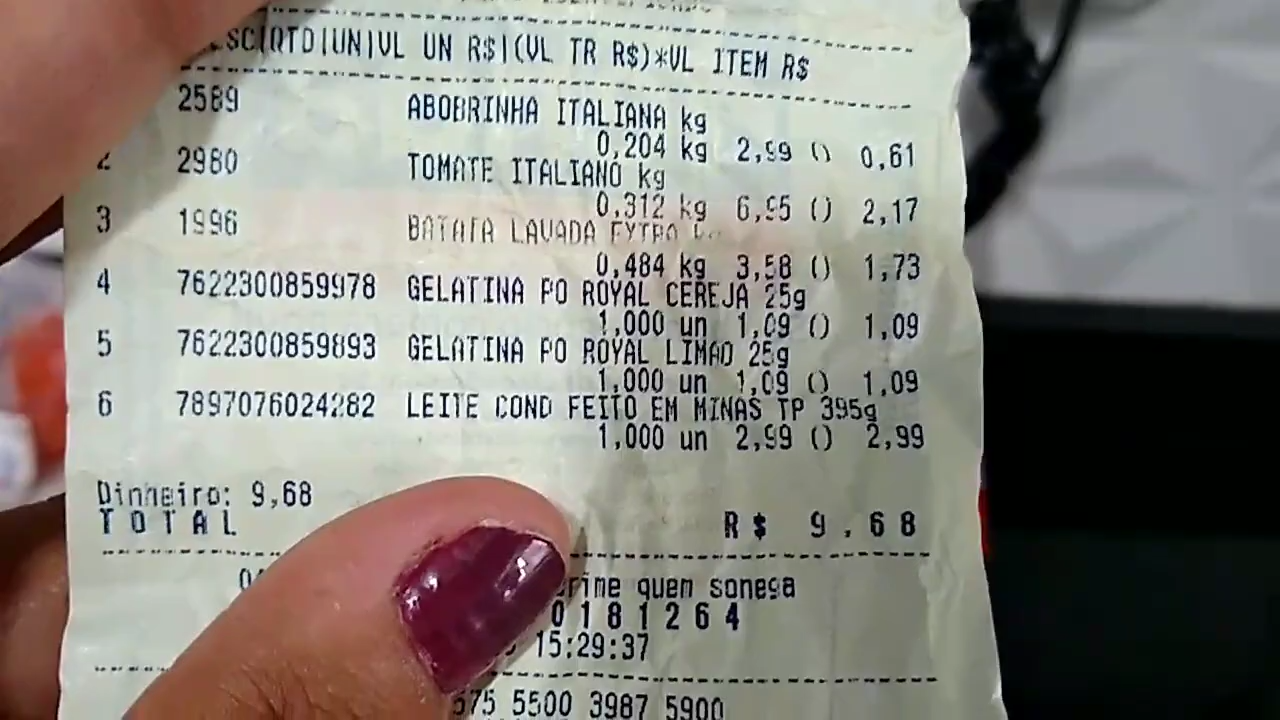 SC|QTD|UN|VL UN R$|(VL TR R$)*VL ITEM R$
2589 ABOBRINHA ITALIANA kg
0,204 kg 2,99 () 0,61
2 2980 TOMATE ITALIANO kg
0,312 kg 6,95 () 2,17
3 1996 BATATA LAVADA EXTRA
0,484 kg 3,58 () 1,73
4 7622300859978 GELATINA PO ROYAL CEREJA 25g
1,000 un 1,09 () 1,09
5 7622300859893 GELATINA PO ROYAL LIMAO 25g
1,000 un 1,09 () 1,09
6 7897076024282 LEITE COND FEITO EM MINAS TP 395g
1,000 un 2,99 () 2,99
Dinheiro: 9,68
TOTAL R$ 9.68
rime quem sonega
0181264
15:29:37
575 5500 3987 5900